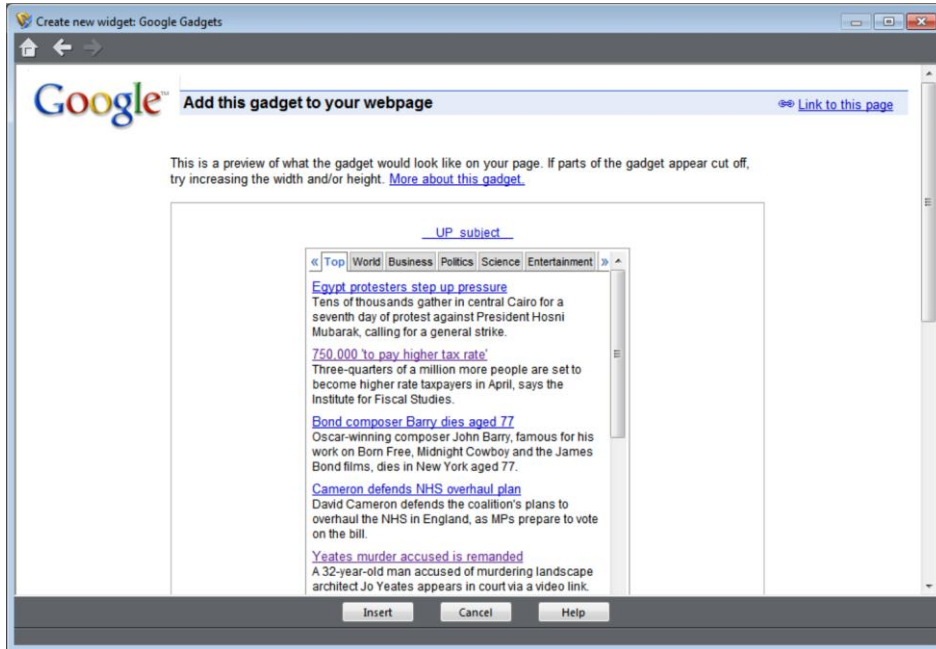 Create new widget: Google Gadgets
Google™ Add this gadget to your webpage Link to this page
This is a preview of what the gadget would look like on your page. If parts of the gadget appear cut off,
try increasing the width and/or height. More about this gadget.
__UP_subject__
« Top World Business Politics Science Entertainment »
Egypt protesters step up pressure
Tens of thousands gather in central Cairo for a
seventh day of protest against President Hosni
Mubarak, calling for a general strike.
750,000 'to pay higher tax rate'
Three-quarters of a million more people are set to
become higher rate taxpayers in April, says the
Institute for Fiscal Studies.
Bond composer Barry dies aged 77
Oscar-winning composer John Barry, famous for his
work on Born Free, Midnight Cowboy and the James
Bond films, dies in New York aged 77.
Cameron defends NHS overhaul plan
David Cameron defends the coalition's plans to
overhaul the NHS in England, as MPs prepare to vote
on the bill.
Yeates murder accused is remanded
A 32-year-old man accused of murdering landscape
architect Jo Yeates appears in court via a video link.
Insert Cancel Help